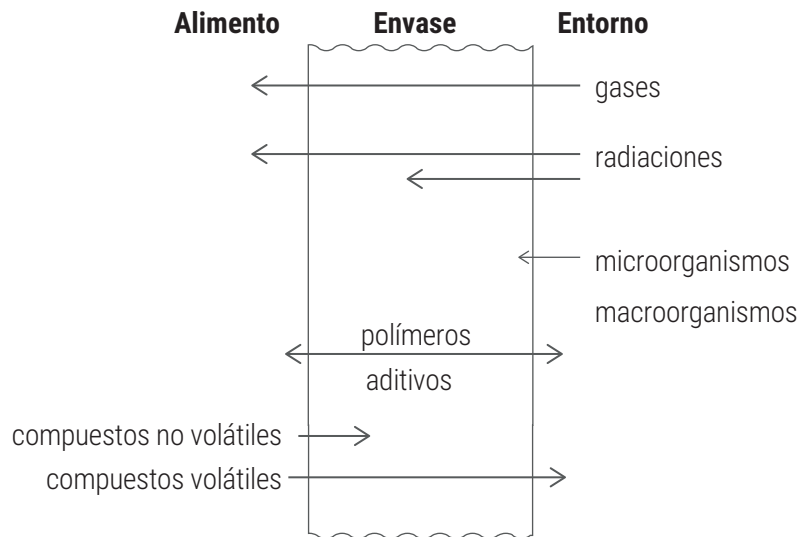 Alimento Envase Entorno
gases
radiaciones
microorganismos
macroorganismos
polímeros
aditivos
compuestos no volátiles
compuestos volátiles